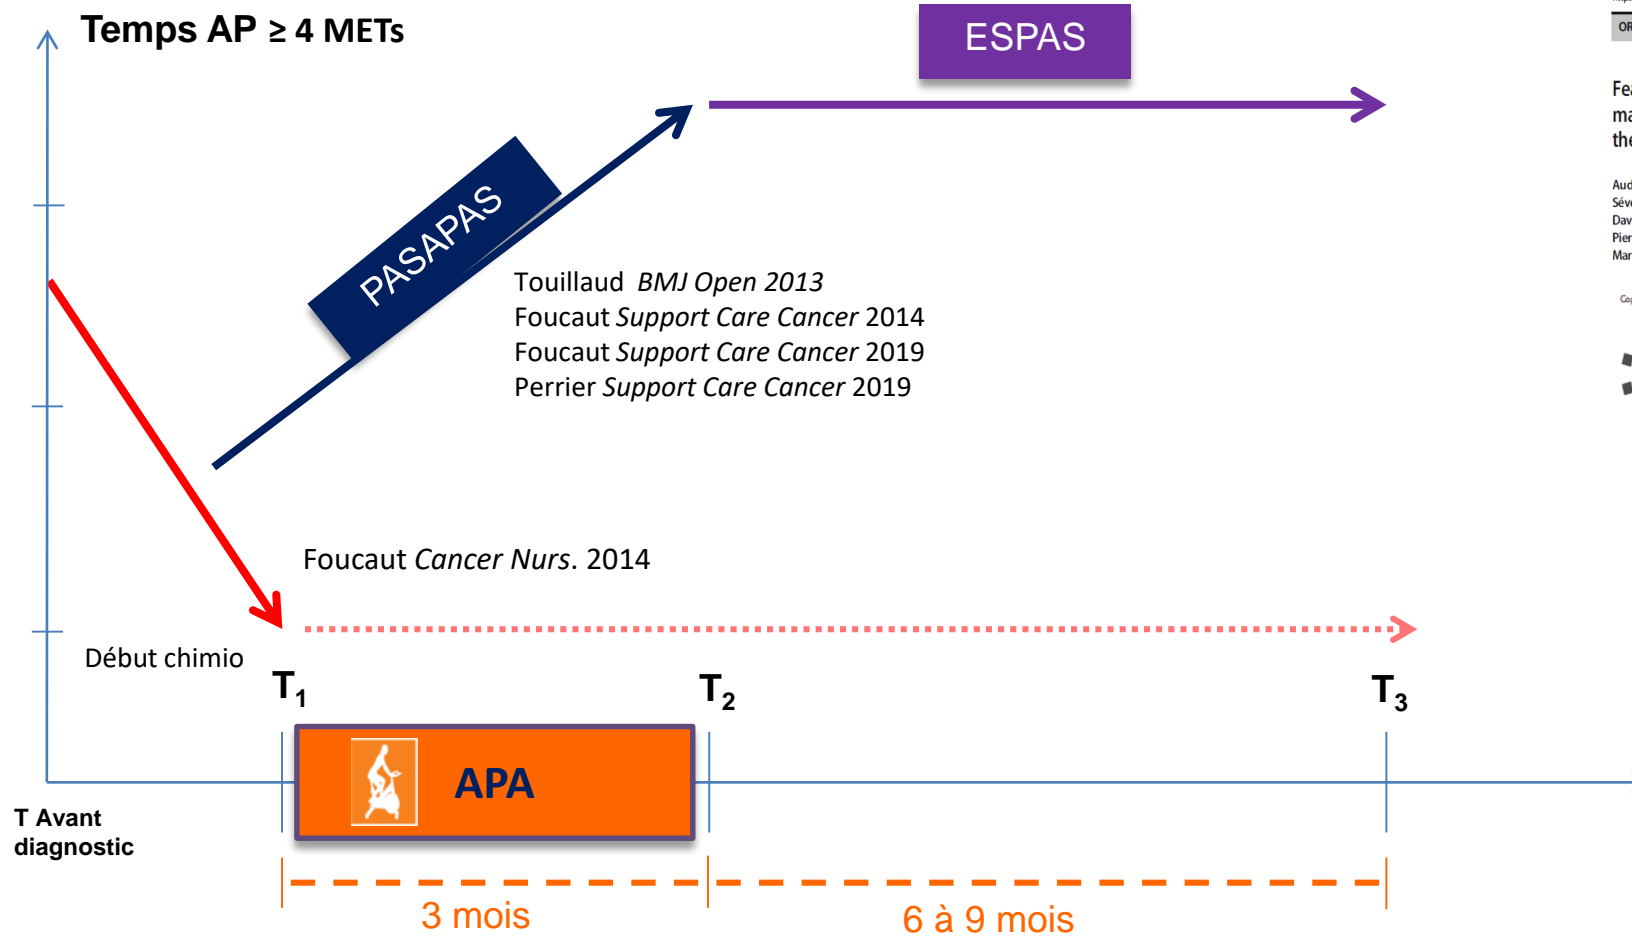 Temps AP ≥ 4 METs
ESPAS
PASAPAS
Touillaud BMJ Open 2013
Foucaut Support Care Cancer 2014
Foucaut Support Care Cancer 2019
Perrier Support Care Cancer 2019
Foucaut Cancer Nurs. 2014
Début chimio
T1
T2
T3
APA
T Avant
diagnostic
3 mois
6 à 9 mois